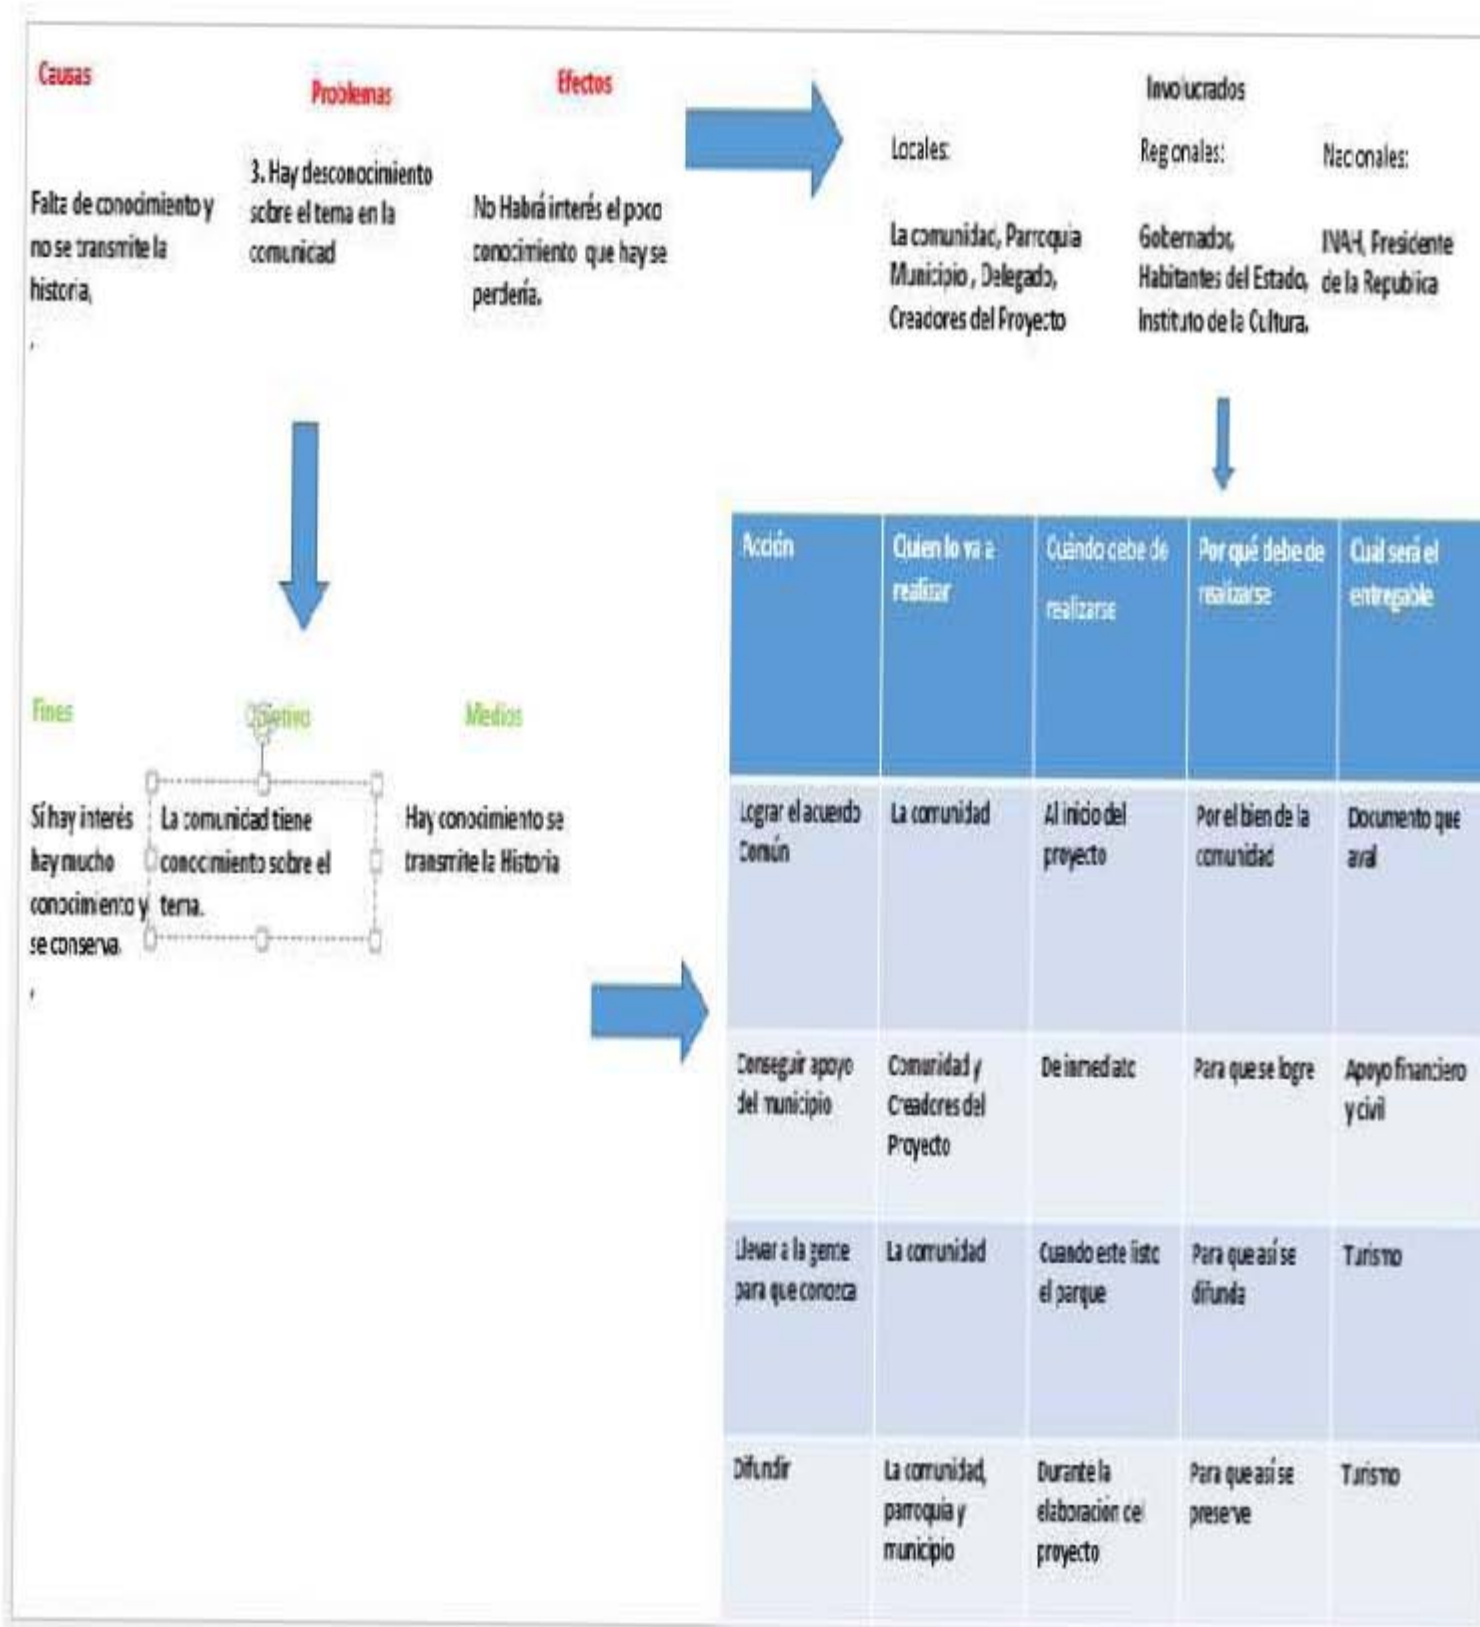 Causas
Problemas
Efectos
Falta de conocimiento y
no se transmite la
historia,
,
3. Hay desconocimiento
sobre el tema en la
comunicad
No Habrá interés el poco
conocimiento que hay se
perdería.
Involucrados
Locales:
Regionales:
Nacionales:
La comunidad, Parroquia
Municipio , Delegado,
Creadores del Proyecto
Gobernador,
Habitantes del Estado,
Instituto de la Cultura.
INAH, Presidente
de la Republica
Fines
Objetivo
Medios
Sí hay interés
hay mucho
conocimiento y
se conserva.
,
La comunidad tiene
conocimiento sobre el
tema.
Hay conocimiento se
transmite la Historia
Acción
Quien lo va a
realizar
Cuándo debe de
realizarse
Por qué debe de
realizarse
Cual será el
entregable
Lograr el acuerdo
Común
La comunidad
Al inicio del
proyecto
Por el bien de la
comunidad
Documento que
aval
Conseguir apoyo
del municipio
Comunidad y
Creadores del
Proyecto
De inmediato
Para que se logre
Apoyo financiero
y civil
Llevar a la gente
para que conozca
La comunidad
Cuando este listo
el parque
Para que así se
difunda
Turismo
Difundir
La comunidad,
parroquia y
municipio
Durante la
elaboración del
proyecto
Para que así se
preserve
Turismo